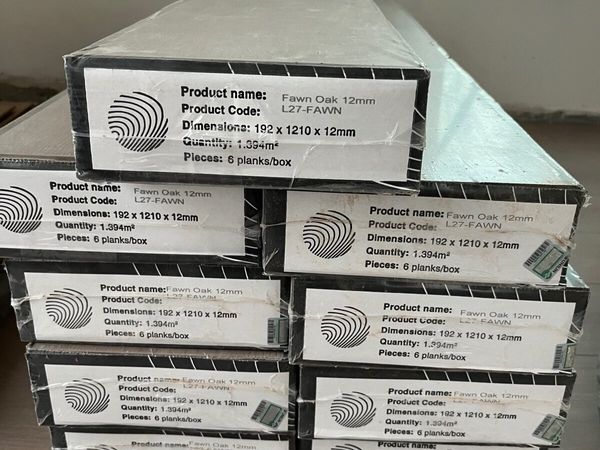 Product name: Fawn Oak 12mm
Product Code: L27-FAWN
Dimensions: 192 x 1210 x 12mm
Quantity: 1.394m²
Pieces: 6 planks/box
Product name: Fawn Oak 12mm
Product Code: L27-FAWN
Dimensions: 192 x 1210 x 12mm
Quantity: 1.394m²
Pieces: 6 planks/box
Product name: Fawn Oak 12mm
Product Code: L27-FAWN
Dimensions: 192 x 1210 x 12mm
Quantity: 1.394m²
Pieces: 6 planks/box
Product name: Fawn Oak 12mm
Product Code: L27-FAWN
Dimensions: 192 x 1210 x 12mm
Quantity: 1.394m²
Pieces: 6 planks/box
Product name: Fawn Oak 12mm
Product Code: L27-FAWN
Dimensions: 192 x 1210 x 12mm
Quantity: 1.394m²
Pieces: 6 planks/box
Product name: Fawn Oak 12mm
Product Code: L27-FAWN
Dimensions: 192 x 1210 x 12mm
Quantity: 1.394m²
Pieces: 6 planks/box
Product name: Fawn Oak 12mm
Product Code: L27-FAWN
Dimensions: 192 x 1210 x 12mm
Quantity: 1.394m²
Pieces: 6 planks/box
Product name: Fawn Oak 12mm
Product name: